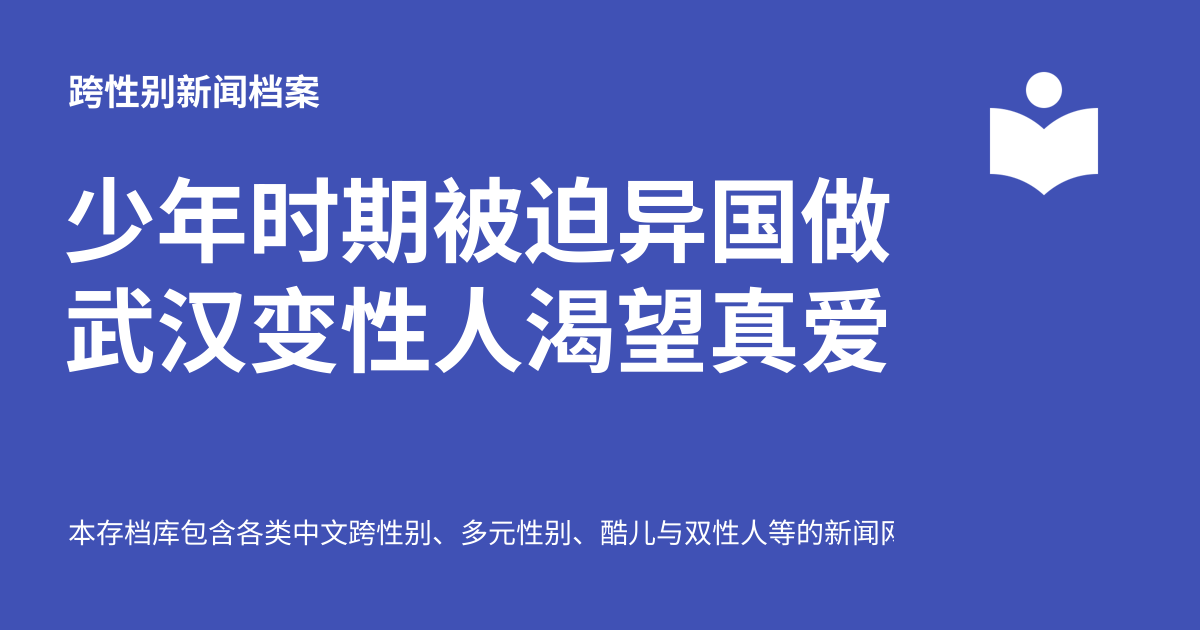 跨性别新闻档案
少年时期被迫异国做
武汉变性人渴望真爱
本存档库包含各类中文跨性别、多元性别、酷儿与双性人等的新闻